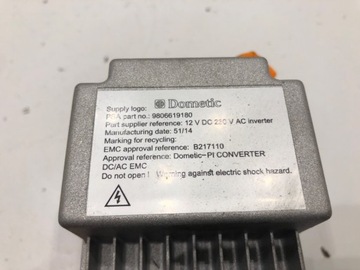 Supply logo: Dometic
PSA part no.: 9806619180
Part supplier reference: 12 V DC 220 V AC inverter
Manufacturing date: 51/14
Marking for recycling:
EMC approval reference: B217110
Approval reference: Dometic-PI CONVERTER
DC/AC EMC
Do not open! Warning against electric shock hazard.